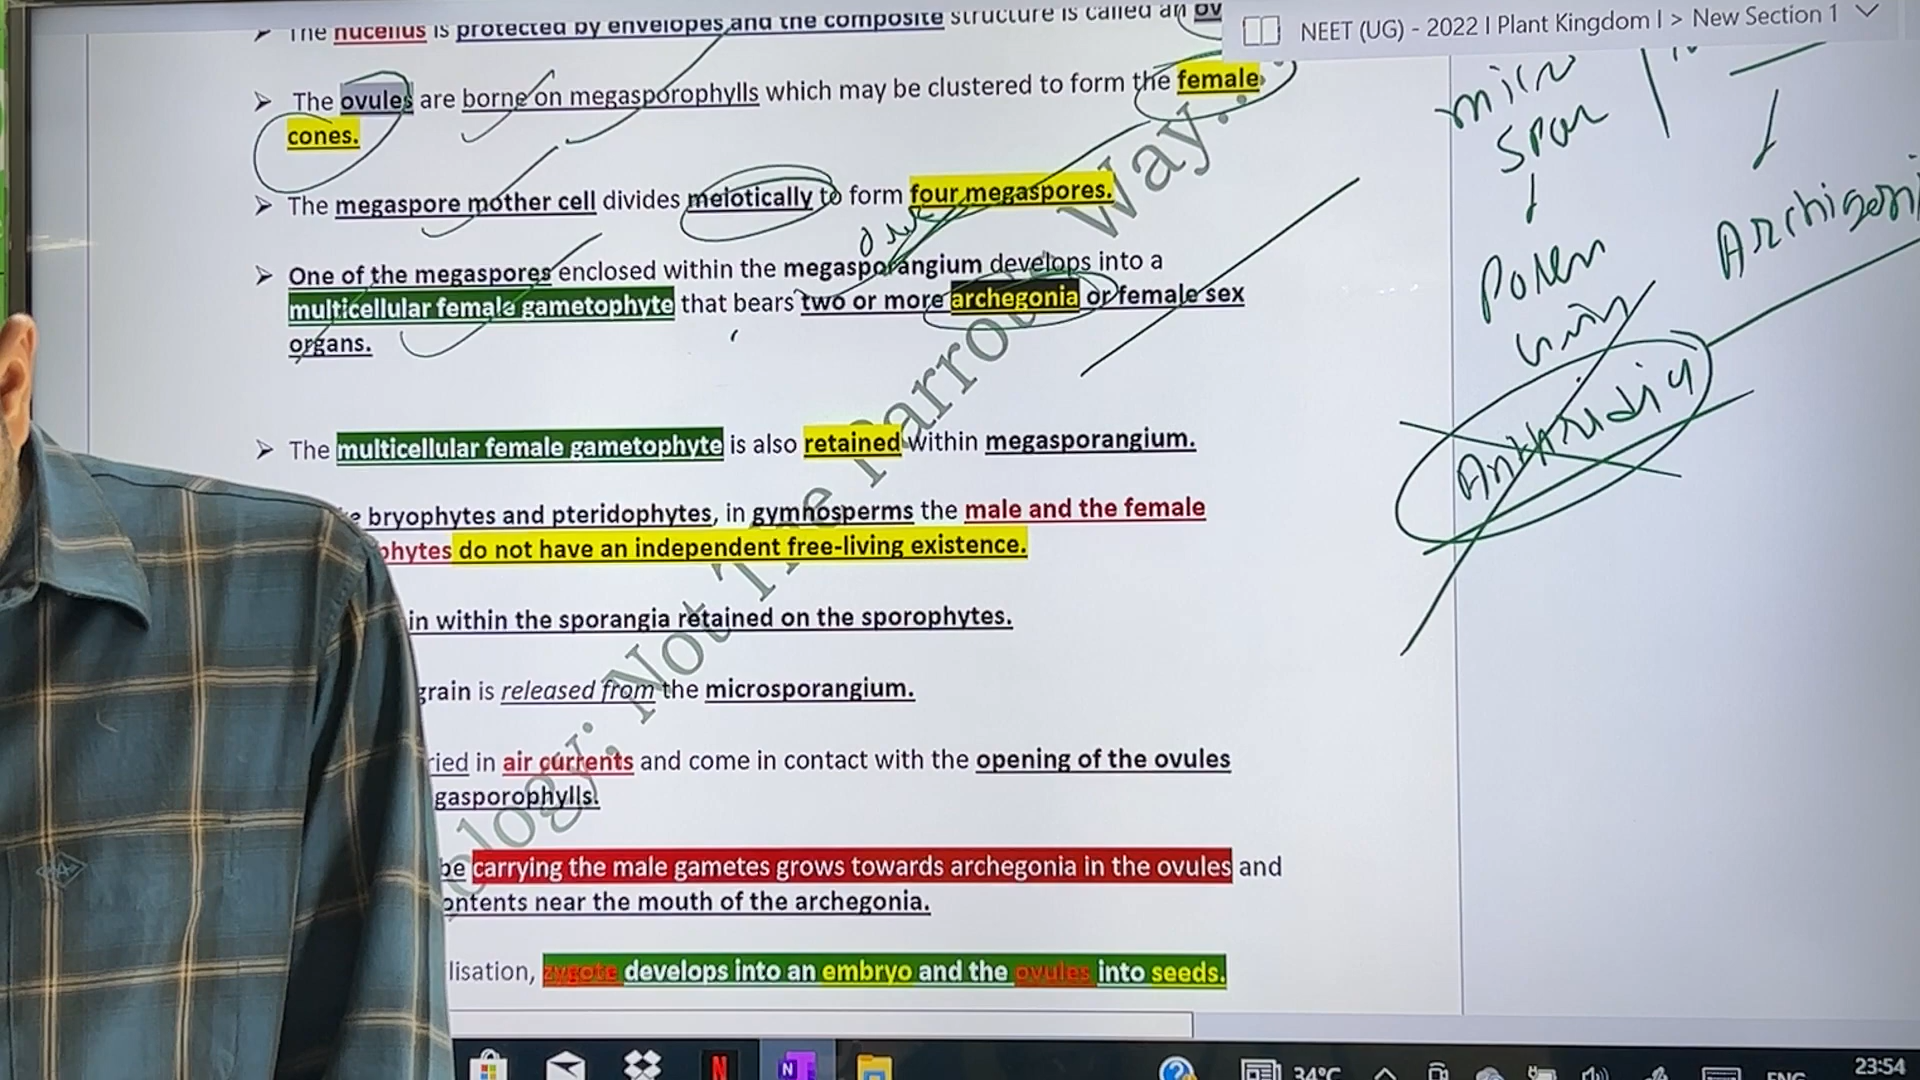 NEET (UG) - 2022 I Plant Kingdom I > New Section 1
The nucellus is protected by envelopes and the composite structure is called an ov
➢ The ovules are borne on megasporophylls which may be clustered to form the female
cones.
➢ The megaspore mother cell divides meiotically to form four megaspores.
one
➢ One of the megaspores enclosed within the megasporangium develops into a
multicellular female gametophyte that bears two or more archegonia or female sex
organs.
➢ The multicellular female gametophyte is also retained within megasporangium.
bryophytes and pteridophytes, in gymnosperms the male and the female
phytes do not have an independent free-living existence.
in within the sporangia retained on the sporophytes.
grain is released from the microsporangium.
ried in air currents and come in contact with the opening of the ovules
gasporophylls.
be carrying the male gametes grows towards archegonia in the ovules and
ontents near the mouth of the archegonia.
lisation, zygote develops into an embryo and the ovules into seeds.
ology; Not The Parrot Way..
micro
spor
Archigoni
Pollen
Antheridia
N
N
34°C
ENG
23:54